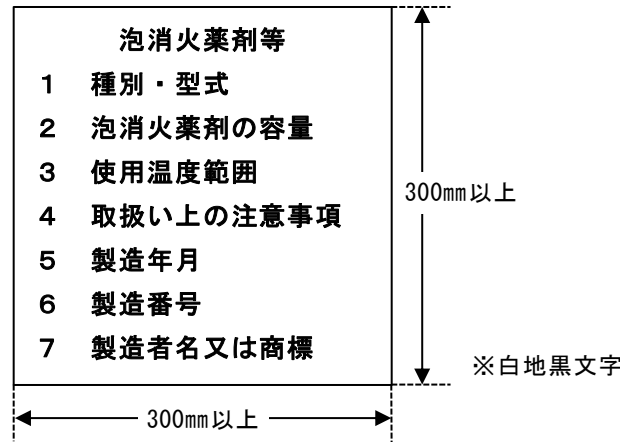 泡消火薬剤等
1 種別・型式
2 泡消火薬剤の容量
3 使用温度範囲
4 取扱い上の注意事項
5 製造年月
6 製造番号
7 製造者名又は商標
300㎜以上
※白地黒文字
300㎜以上